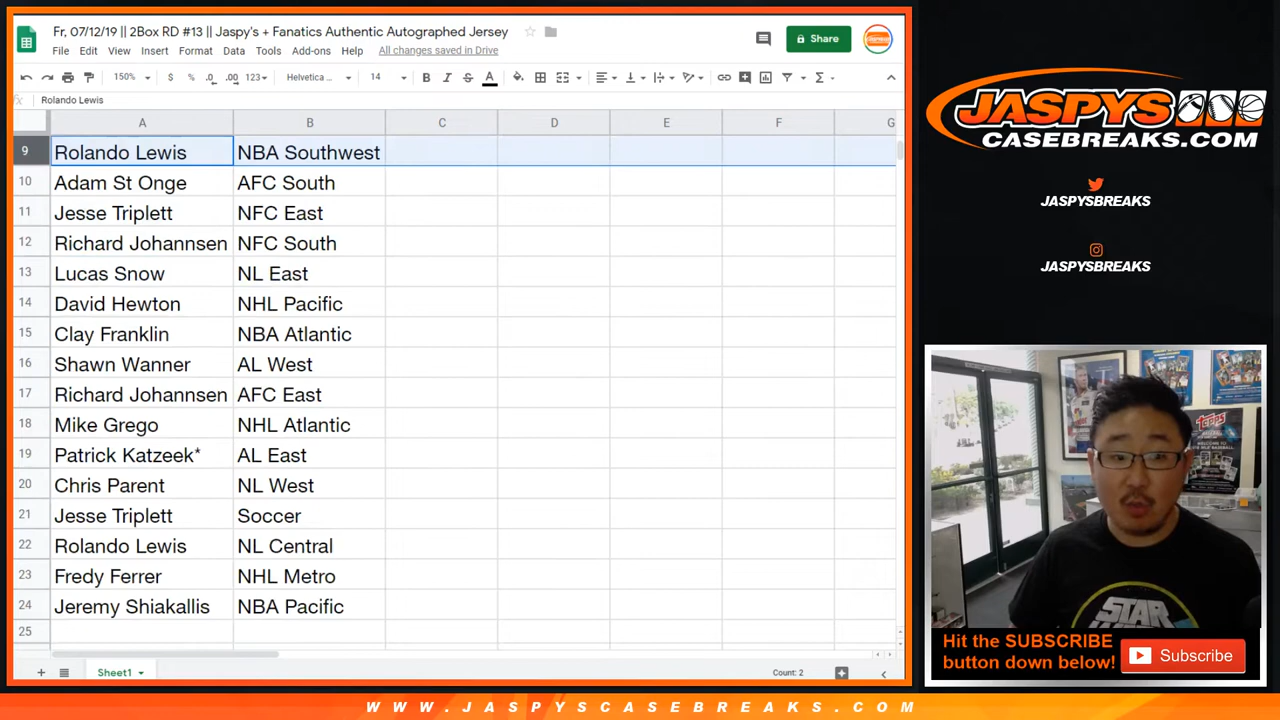 Fr, 07/12/19 || 2Box RD #13 || Jaspy's + Fanatics Authentic Autographed Jersey
File Edit View Insert Format Data Tools Add-ons Help All changes saved in Drive
Share
150% $ % .0 .00 123 Helvetica ... 14 B I S A
fx Rolando Lewis
A B C D E F G
9 Rolando Lewis NBA Southwest
10 Adam St Onge AFC South
11 Jesse Triplett NFC East
12 Richard Johannsen NFC South
13 Lucas Snow NL East
14 David Hewton NHL Pacific
15 Clay Franklin NBA Atlantic
16 Shawn Wanner AL West
17 Richard Johannsen AFC East
18 Mike Grego NHL Atlantic
19 Patrick Katzeek* AL East
20 Chris Parent NL West
21 Jesse Triplett Soccer
22 Rolando Lewis NL Central
23 Fredy Ferrer NHL Metro
24 Jeremy Shiakallis NBA Pacific
25
Sheet1
Count: 2
JASPYS
CASEBREAKS.COM
JASPYSBREAKS
JASPYSBREAKS
TOPPS
STAR
Hit the SUBSCRIBE
button down below!
Subscribe
WWW.JASPYSCASEBREAKS.COM